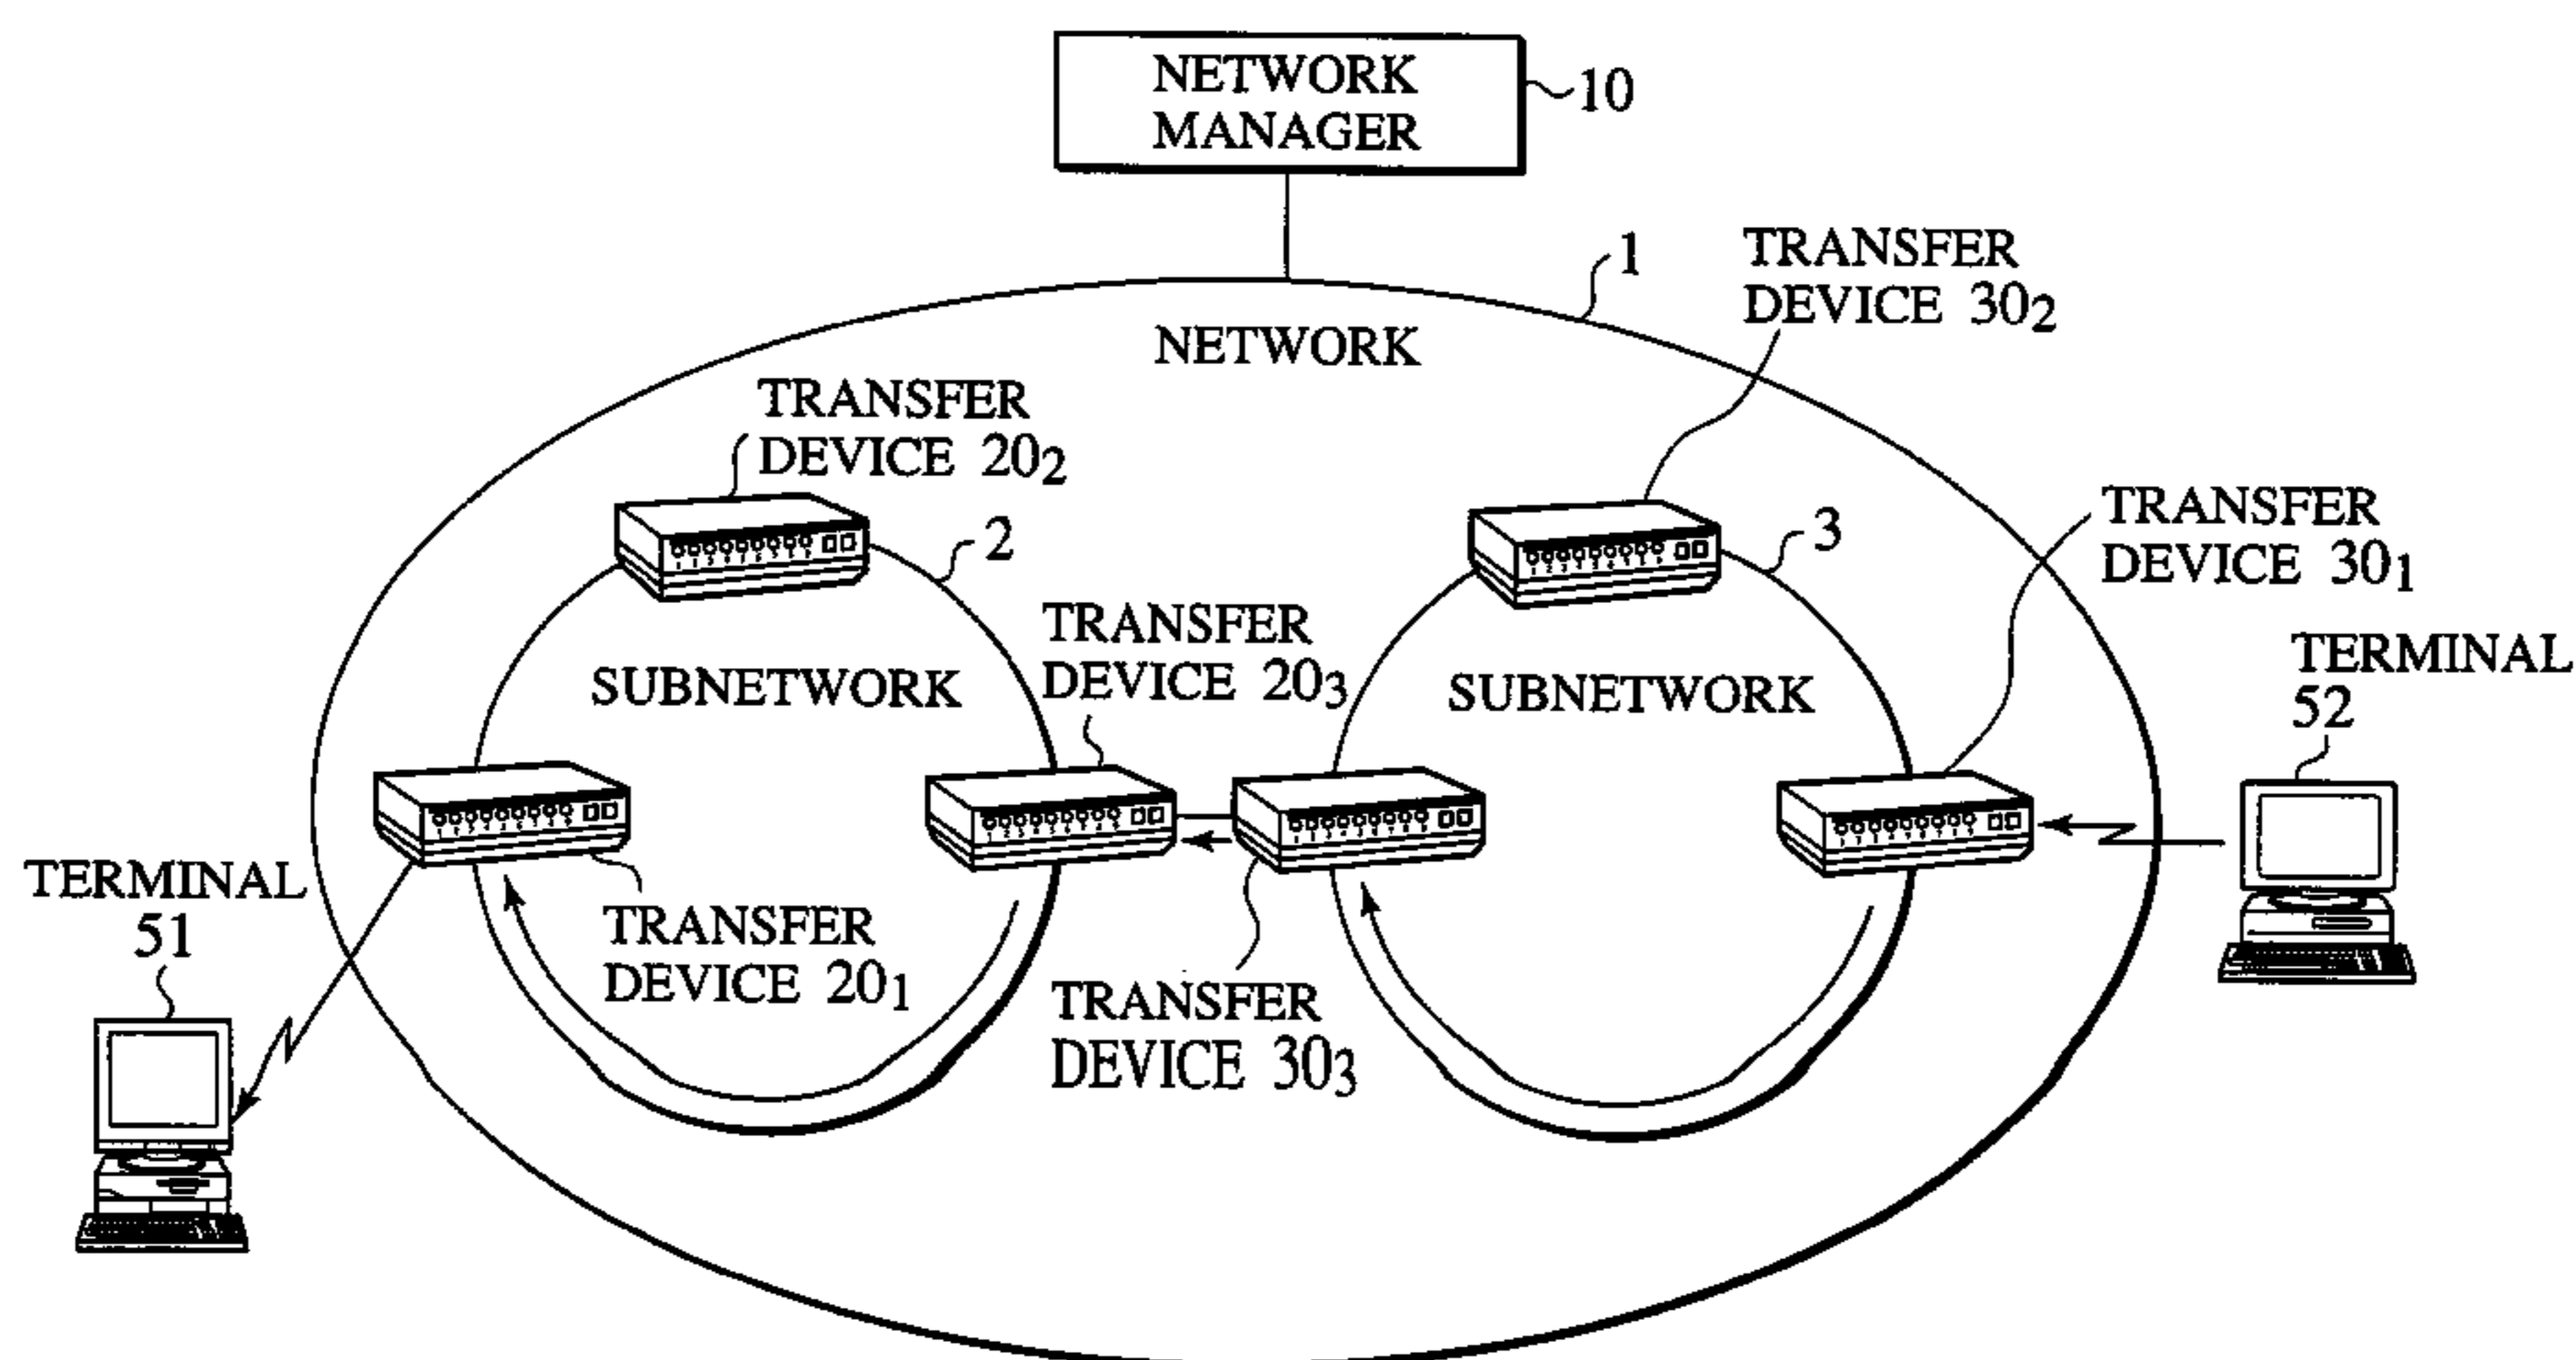 NETWORK
MANAGER
10
1
TRANSFER
DEVICE 30₂
NETWORK
TRANSFER
DEVICE 20₂
2
3
TRANSFER
DEVICE 30₁
TRANSFER
DEVICE 20₃
SUBNETWORK
SUBNETWORK
TERMINAL
52
TERMINAL
51
TRANSFER
DEVICE 20₁
TRANSFER
DEVICE 30₃